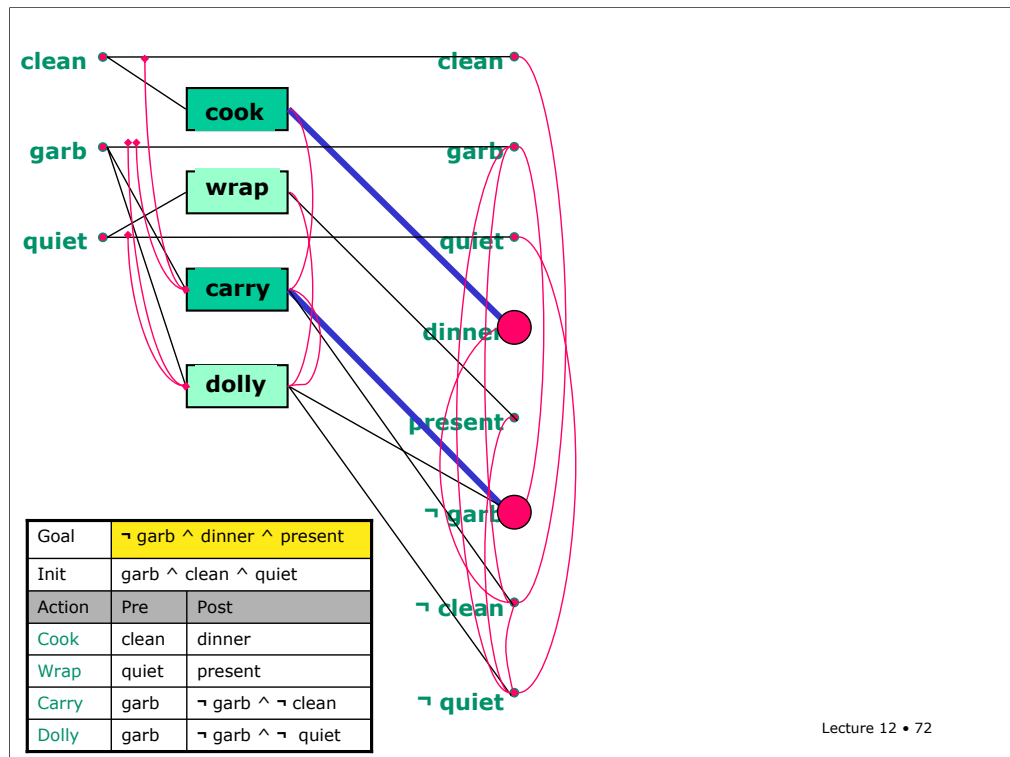 clean clean
cook
garb garb
wrap
quiet quiet
carry
dinner
dolly
present
¬ garb
Goal ¬ garb ^ dinner ^ present
Init garb ^ clean ^ quiet
Action Pre Post
Cook clean dinner
Wrap quiet present
Carry garb ¬ garb ^ ¬ clean
Dolly garb ¬ garb ^ ¬ quiet
¬ clean
¬ quiet
Lecture 12 • 72